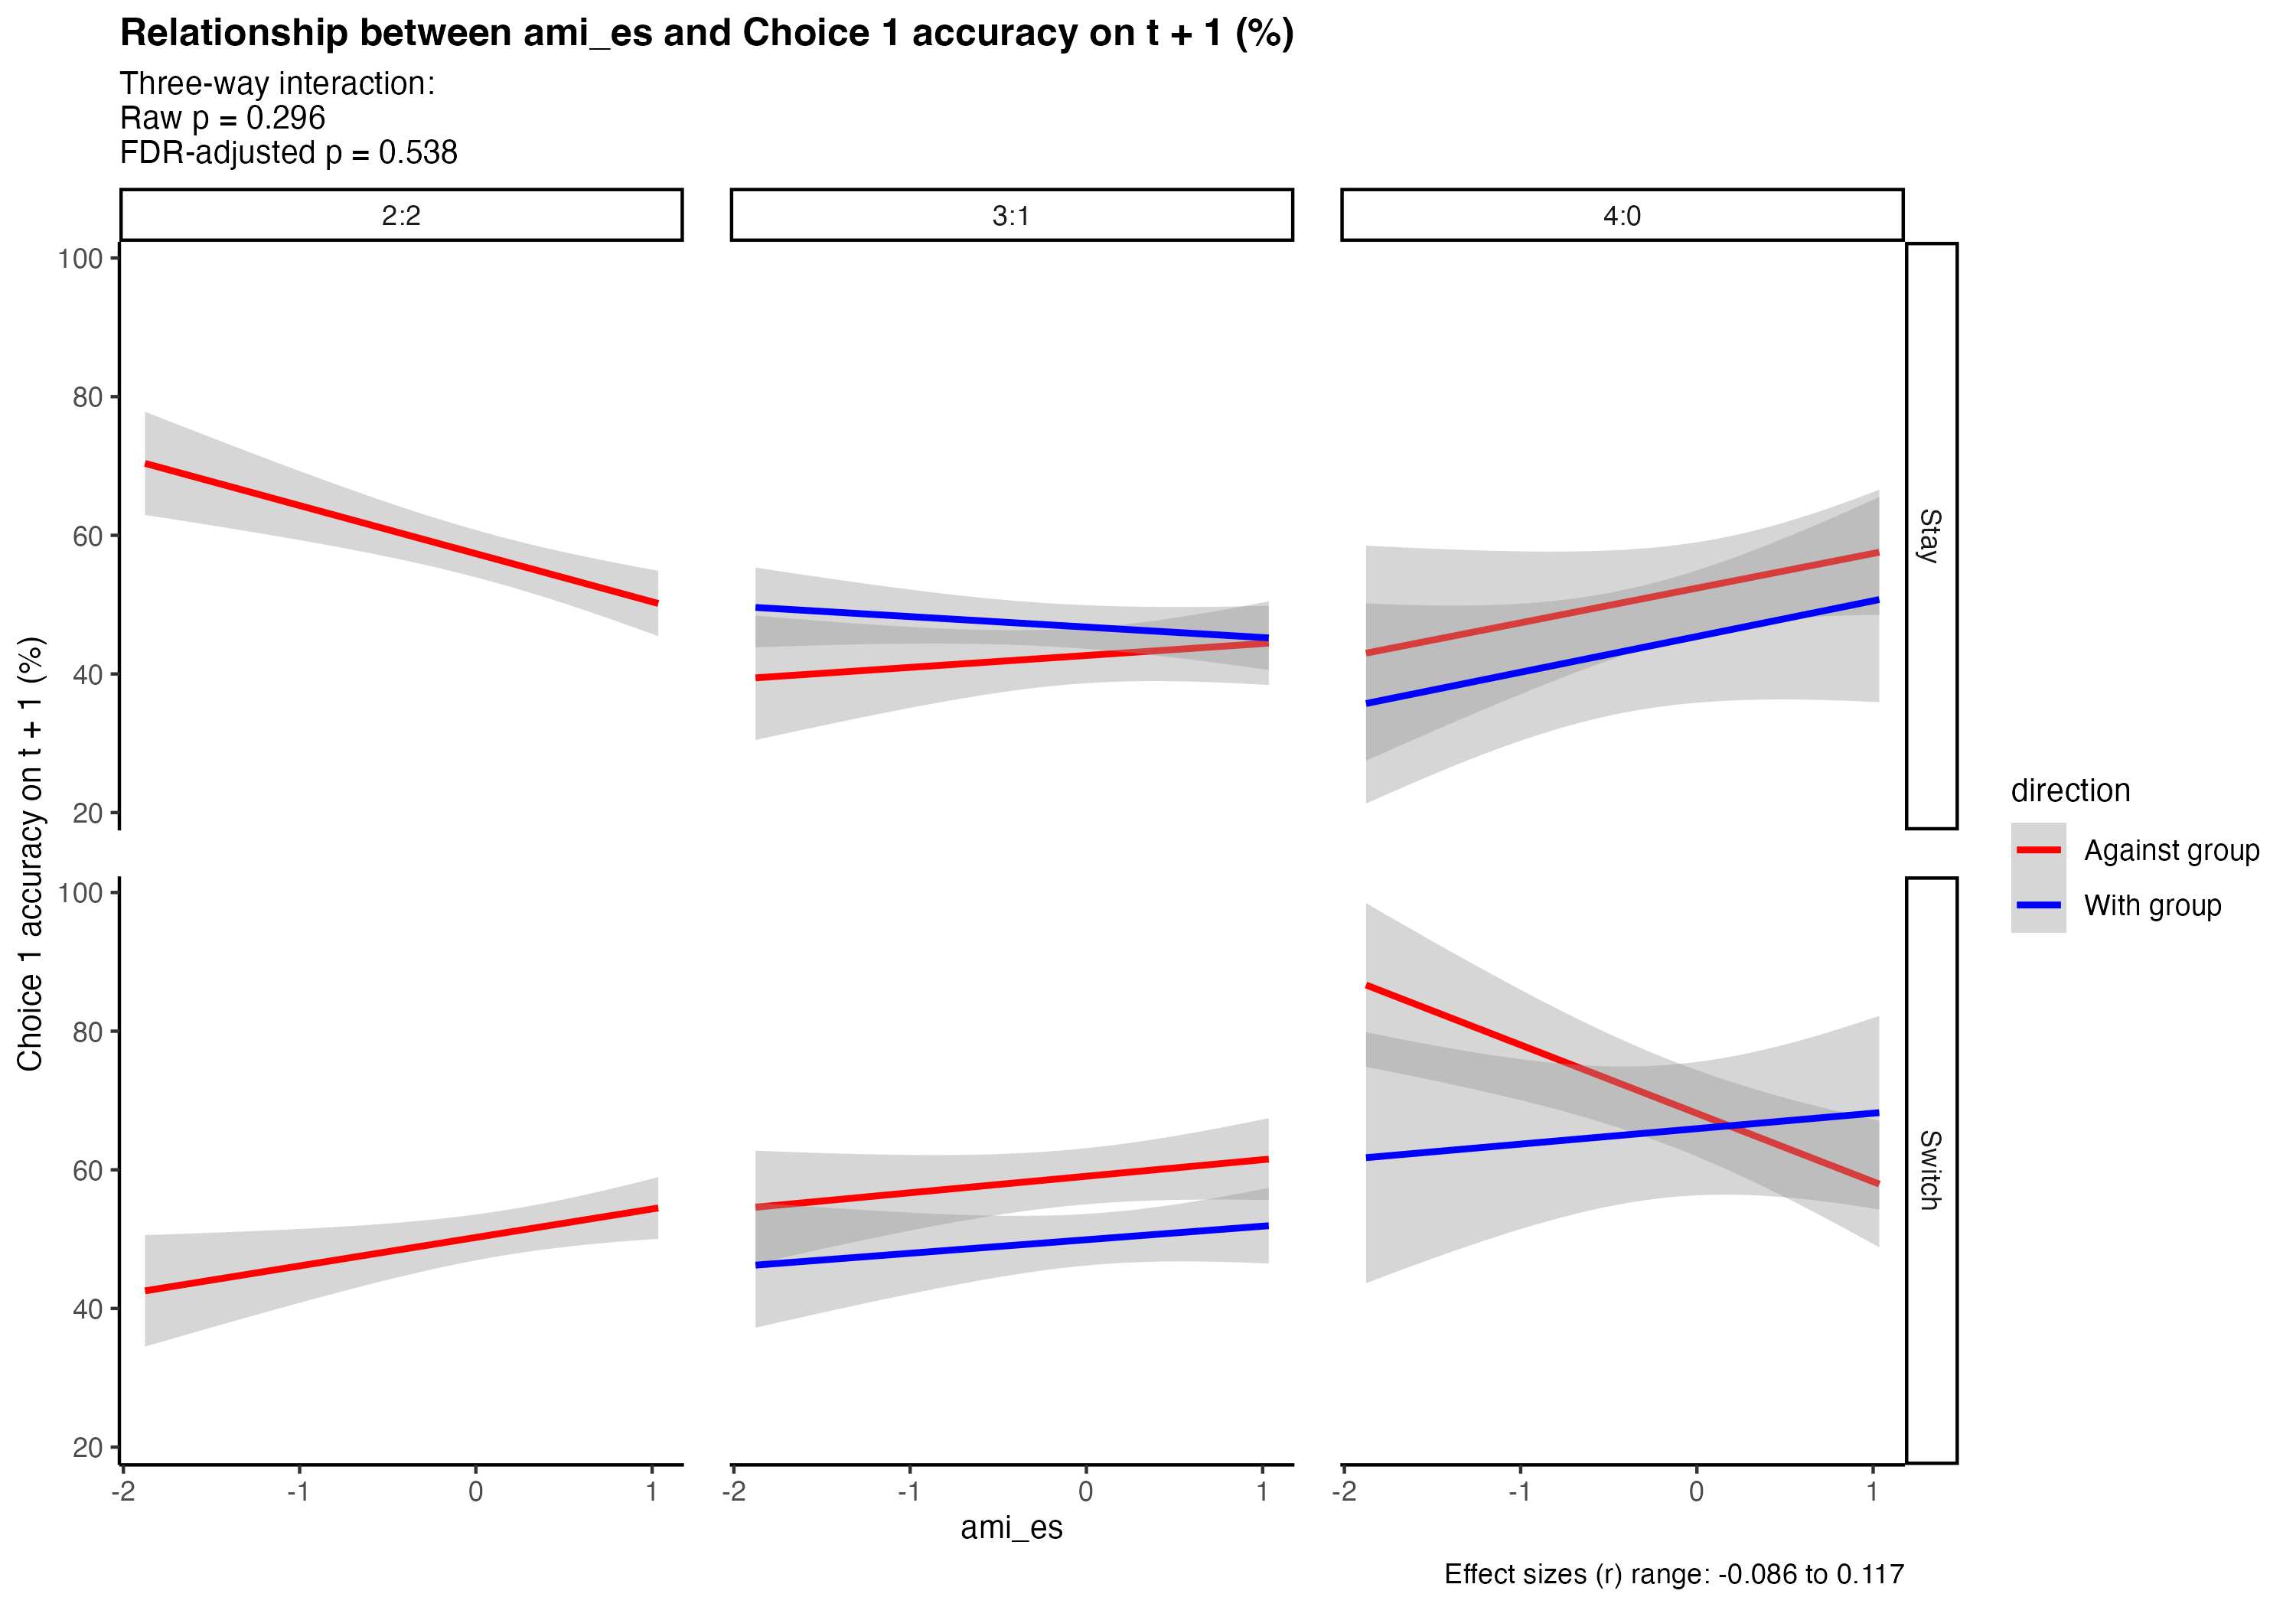 Relationship between ami_es and Choice 1 accuracy on t + 1 (%)
Three-way interaction:
Raw p = 0.296
FDR-adjusted p = 0.538
2:2
3:1
4:0
100
80
60
40
20
Stay
Choice 1 accuracy on t + 1 (%)
direction
Against group
With group
100
80
60
40
20
Switch
-2
-1
0
1
-2
-1
0
1
-2
-1
0
1
ami_es
Effect sizes (r) range: -0.086 to 0.117